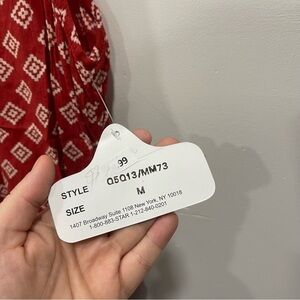 99
STYLE Q5Q13/MM73
SIZE M
1407 Broadway Suite 1108 New York, NY 10018
1-800-883-STAR 1-212-840-0201